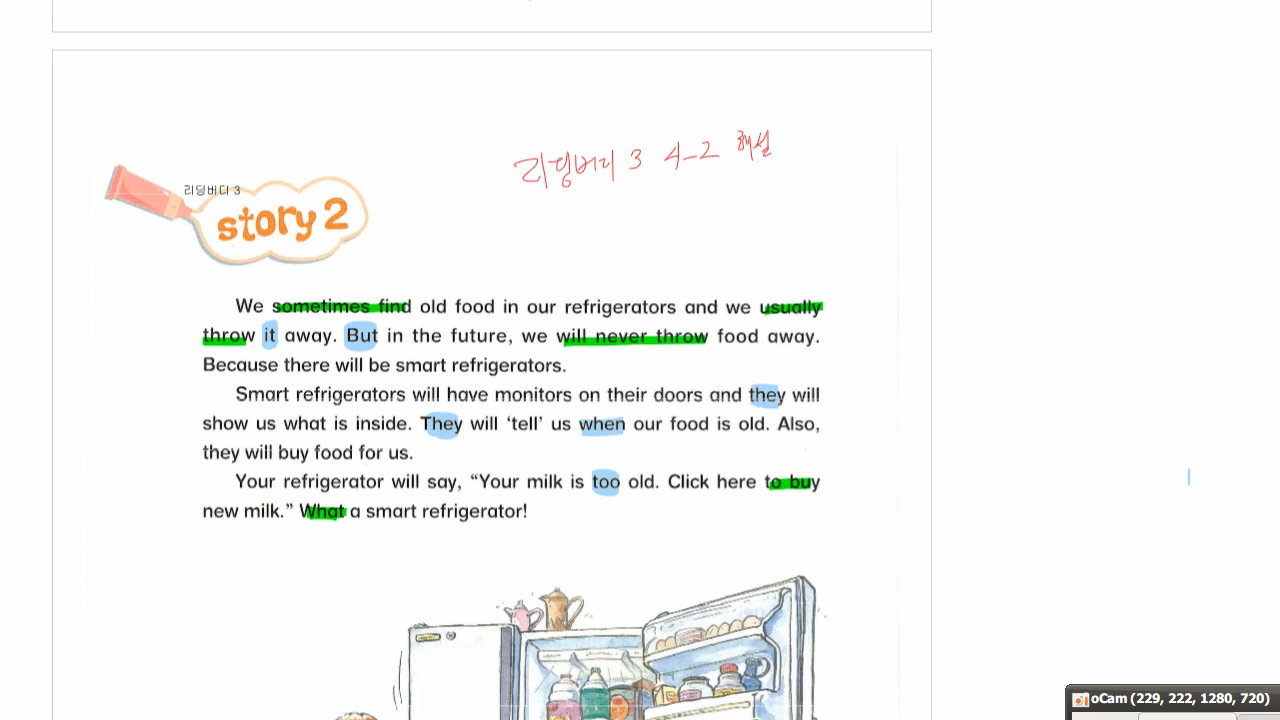 리딩버디 3 4-2 해설
리딩버디 3
story 2
We sometimes find old food in our refrigerators and we usually
throw it away. But in the future, we will never throw food away.
Because there will be smart refrigerators.
Smart refrigerators will have monitors on their doors and they will
show us what is inside. They will ‘tell’ us when our food is old. Also,
they will buy food for us.
Your refrigerator will say, “Your milk is too old. Click here to buy
new milk.” What a smart refrigerator!
oCam (229, 222, 1280, 720)